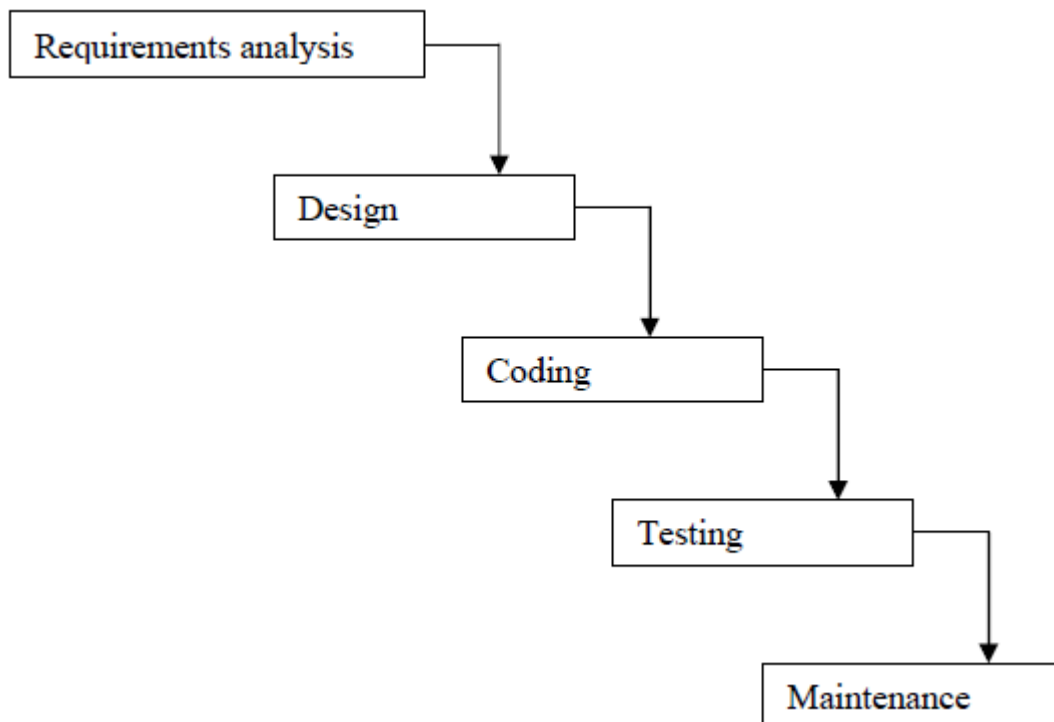 Requirements analysis
Design
Coding
Testing
Maintenance